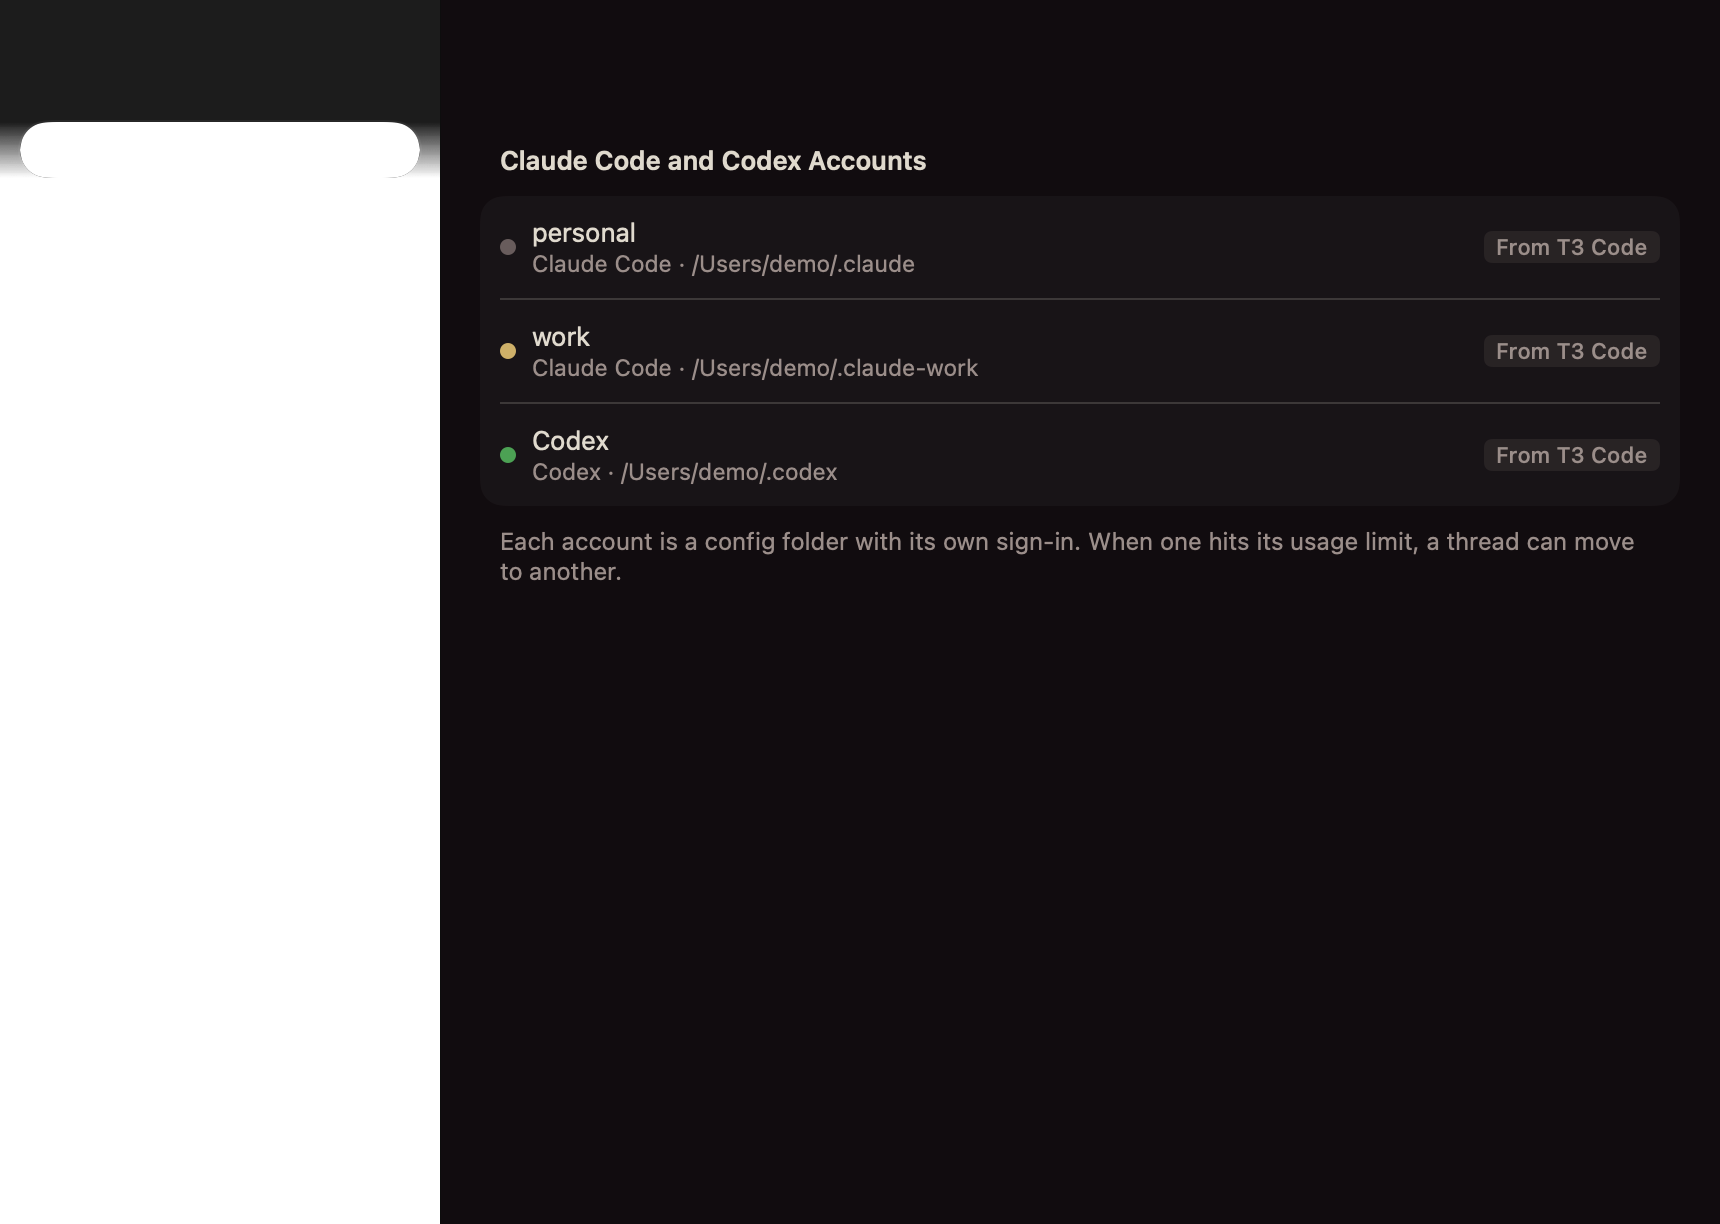 Claude Code and Codex Accounts
personal
Claude Code · /Users/demo/.claude
From T3 Code
work
Claude Code · /Users/demo/.claude-work
From T3 Code
Codex
Codex · /Users/demo/.codex
From T3 Code
Each account is a config folder with its own sign-in. When one hits its usage limit, a thread can move
to another.